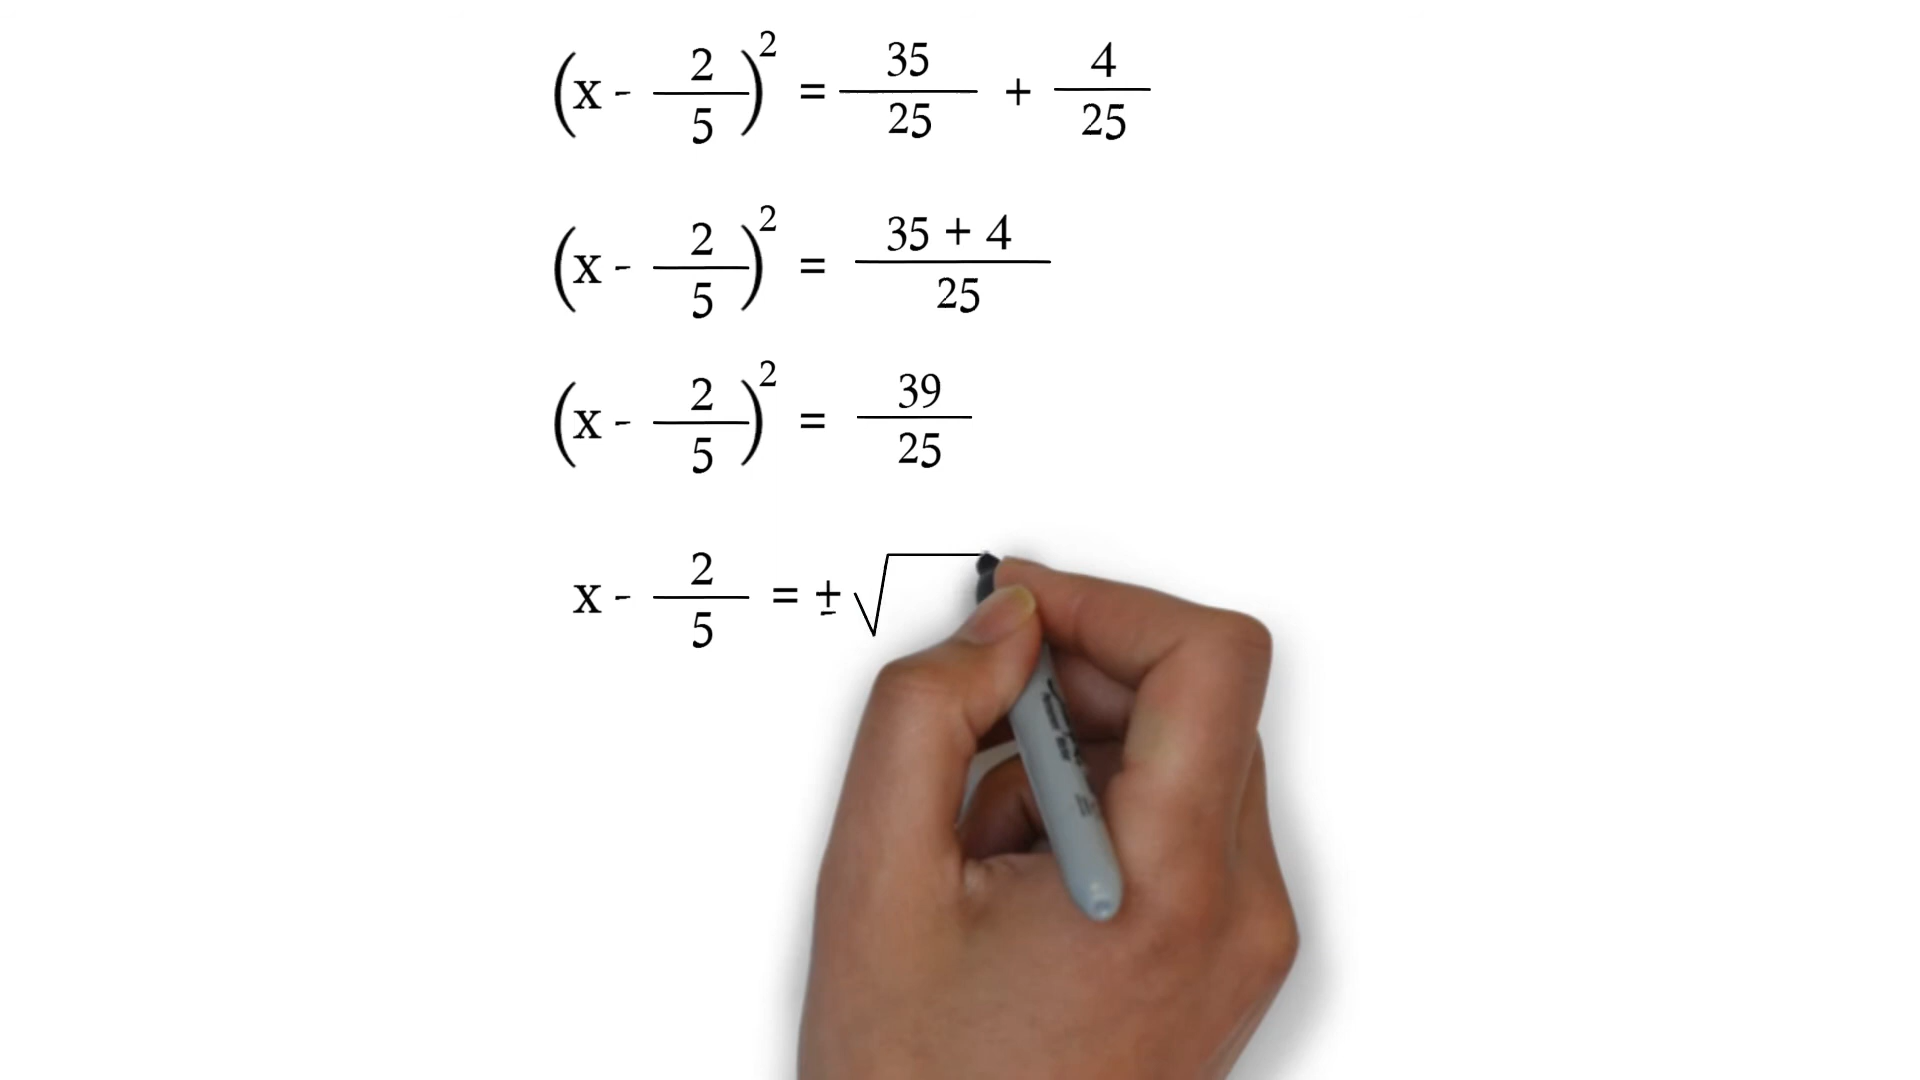 (x - 2/5)² = 35/25 + 4/25
(x - 2/5)² = 35 + 4/25
(x - 2/5)² = 39/25
x - 2/5 = ± √